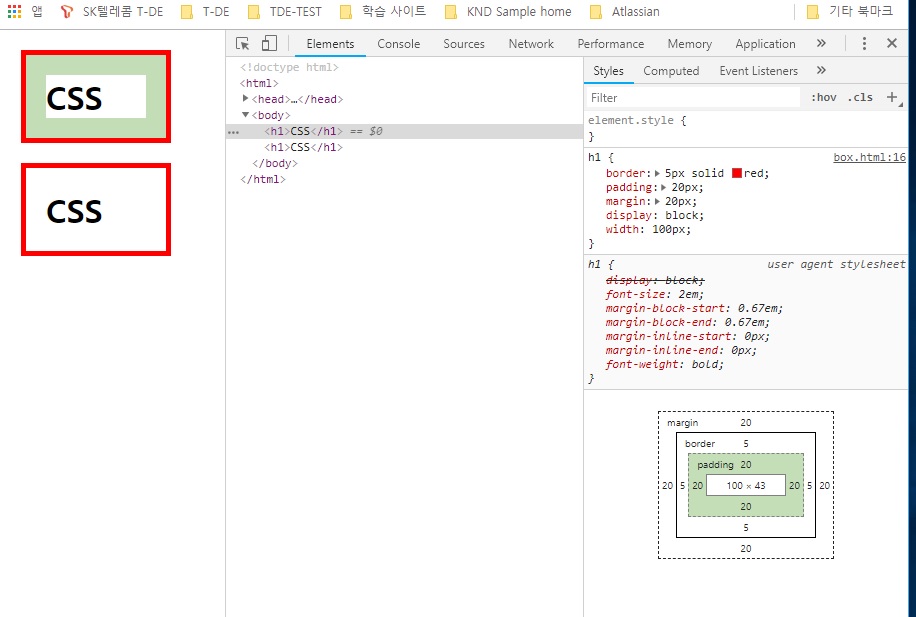 앱 SK텔레콤 T-DE T-DE TDE-TEST 학습 사이트 KND Sample home Atlassian 기타 북마크
CSS
CSS
Elements Console Sources Network Performance Memory Application »
<!doctype html>
<html>
<head>…</head>
<body>
<h1>CSS</h1> == $0
<h1>CSS</h1>
</body>
</html>
Styles Computed Event Listeners »
Filter :hov .cls +
element.style {
}
h1 { box.html:16
border: 5px solid red;
padding: 20px;
margin: 20px;
display: block;
width: 100px;
}
h1 { user agent stylesheet
display: block;
font-size: 2em;
margin-block-start: 0.67em;
margin-block-end: 0.67em;
margin-inline-start: 0px;
margin-inline-end: 0px;
font-weight: bold;
}
margin 20
border 5
padding 20
20 5 20 100 × 43 20 5 20
20
5
20